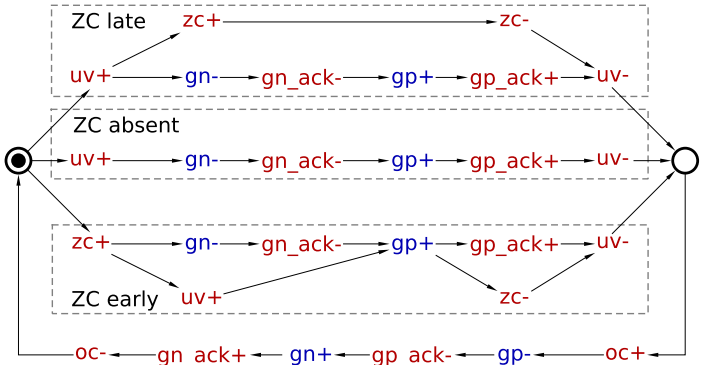 ZC late zc+ zc-
uv+ gn- gn_ack- gp+ gp_ack+ uv-
ZC absent
uv+ gn- gn_ack- gp+ gp_ack+ uv-
zc+ gn- gn_ack- gp+ gp_ack+ uv-
ZC early uv+ zc-
oc- gn_ack+ gn+ gp_ack- gp- oc+